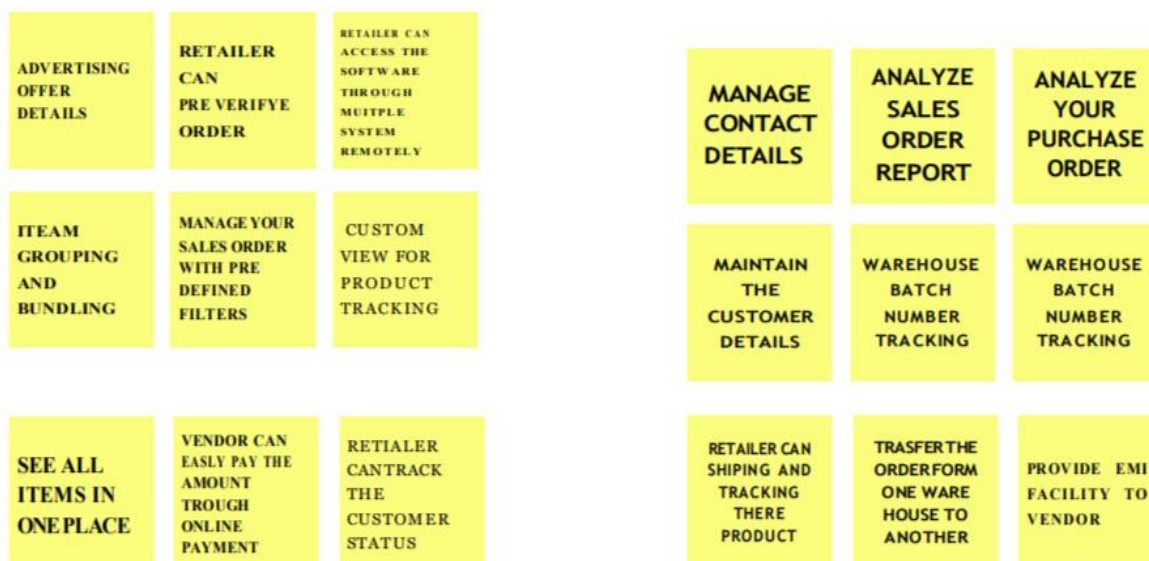 ADVERTISING
OFFER
DETAILS
RETAILER
CAN
PRE VERIFYE
ORDER
RETAILER CAN
ACCESS THE
SOFTWARE
THROUGH
MUITPLE
SYSTEM
REMOTELY
ITEAM
GROUPING
AND
BUNDLING
MANAGE YOUR
SALES ORDER
WITH PRE
DEFINED
FILTERS
CUSTOM
VIEW FOR
PRODUCT
TRACKING
SEE ALL
ITEMS IN
ONE PLACE
VENDOR CAN
EASLY PAY THE
AMOUNT
TROUGH
ONLINE
PAYMENT
RETIALER
CANTRACK
THE
CUSTOMER
STATUS
MANAGE
CONTACT
DETAILS
ANALYZE
SALES
ORDER
REPORT
ANALYZE
YOUR
PURCHASE
ORDER
MAINTAIN
THE
CUSTOMER
DETAILS
WAREHOUSE
BATCH
NUMBER
TRACKING
WAREHOUSE
BATCH
NUMBER
TRACKING
RETAILER CAN
SHIPING AND
TRACKING
THERE
PRODUCT
TRASFER THE
ORDER FORM
ONE WARE
HOUSE TO
ANOTHER
PROVIDE EMI
FACILITY TO
VENDOR